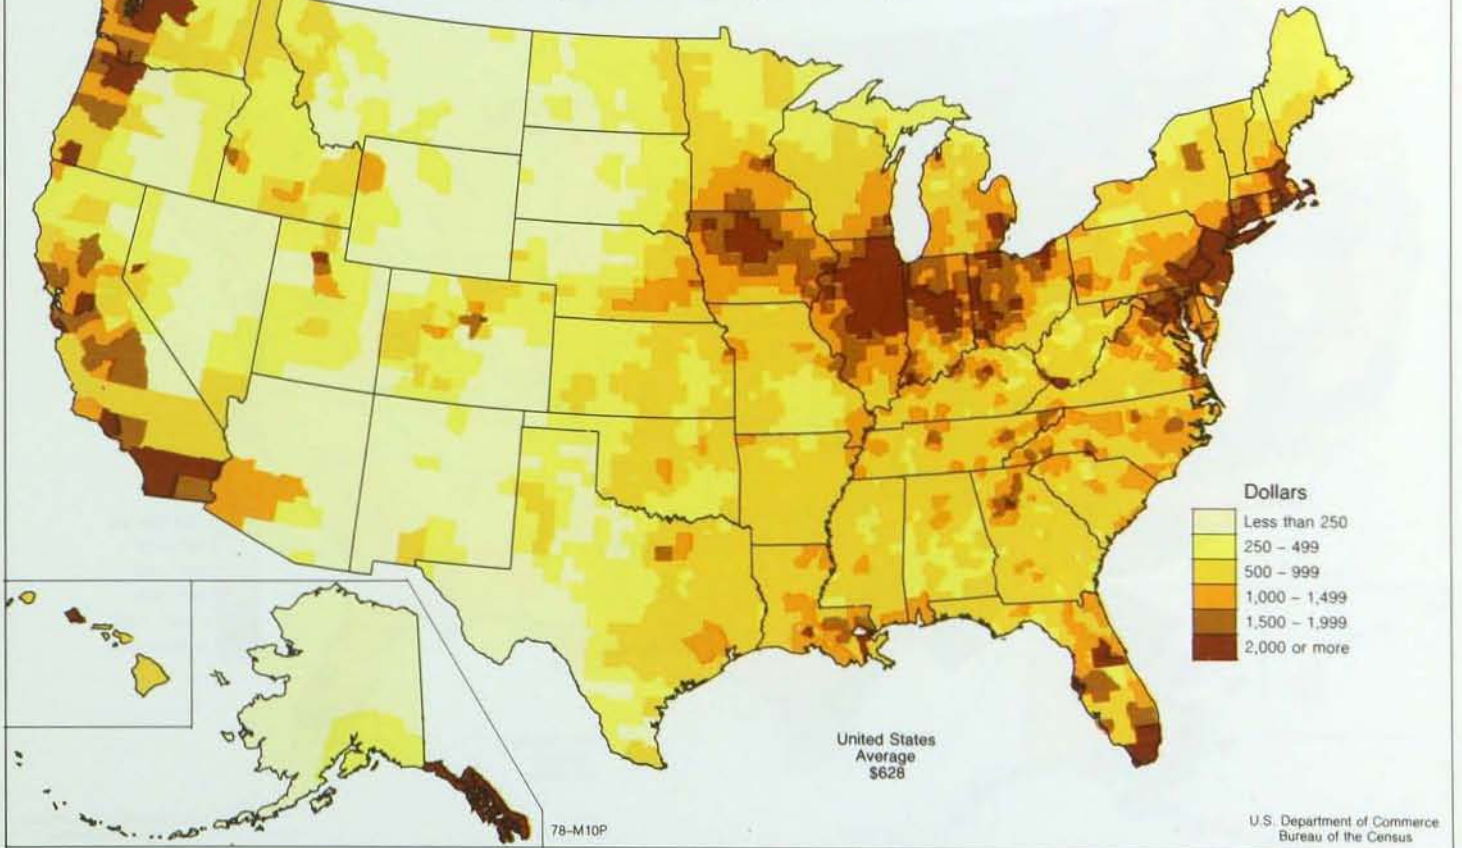 Dollars
Less than 250
250 – 499
500 – 999
1,000 – 1,499
1,500 – 1,999
2,000 or more
United States
Average
$628
78-M10P
U.S. Department of Commerce
Bureau of the Census